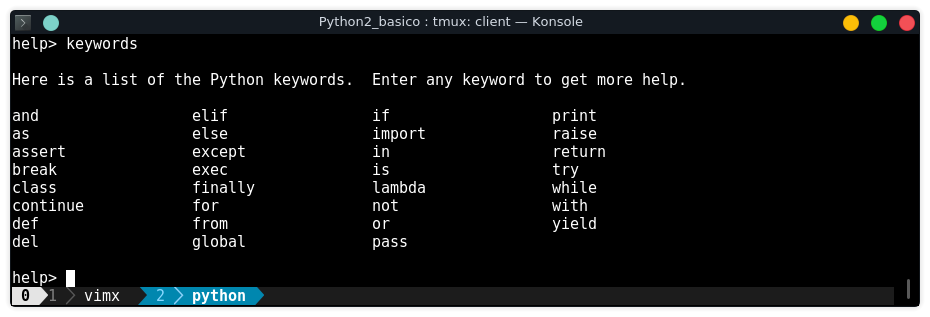 Python2_basico : tmux: client — Konsole
help> keywords
Here is a list of the Python keywords.  Enter any keyword to get more help.
and                 elif                if                  print
as                  else                import              raise
assert              except              in                  return
break               exec                is                  try
class               finally             lambda              while
continue            for                 not                 with
def                 from                or                  yield
del                 global              pass
help>
0 1 vimx 2 python